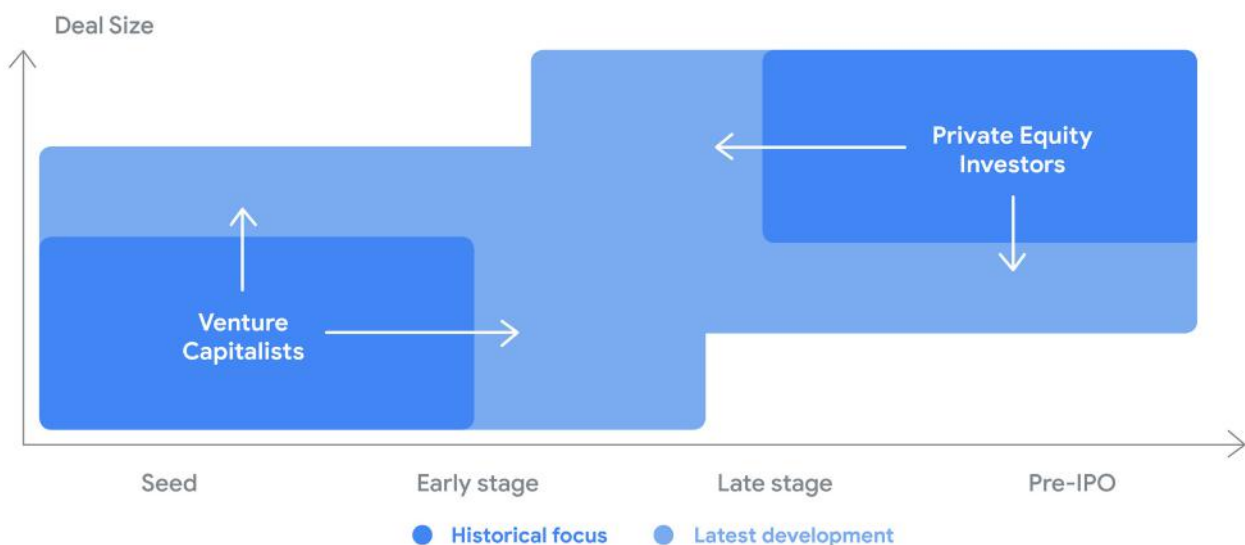 Deal Size
Private Equity
Investors
Venture
Capitalists
Seed
Early stage
Late stage
Pre-IPO
Historical focus
Latest development